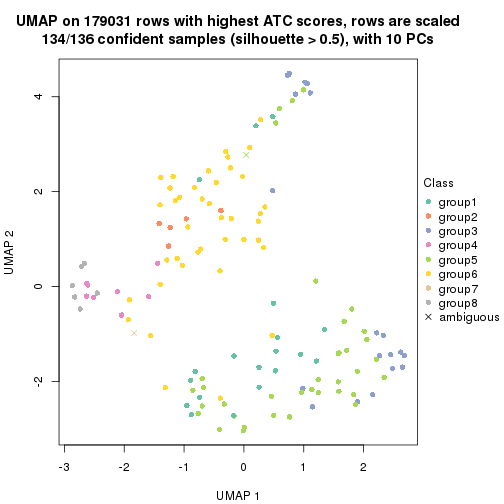 UMAP on 179031 rows with highest ATC scores, rows are scaled
134/136 confident samples (silhouette > 0.5), with 10 PCs
4
2
0
-2
UMAP 2
-3
-2
-1
0
1
2
UMAP 1
Class
group1
group2
group3
group4
group5
group6
group7
group8
ambiguous